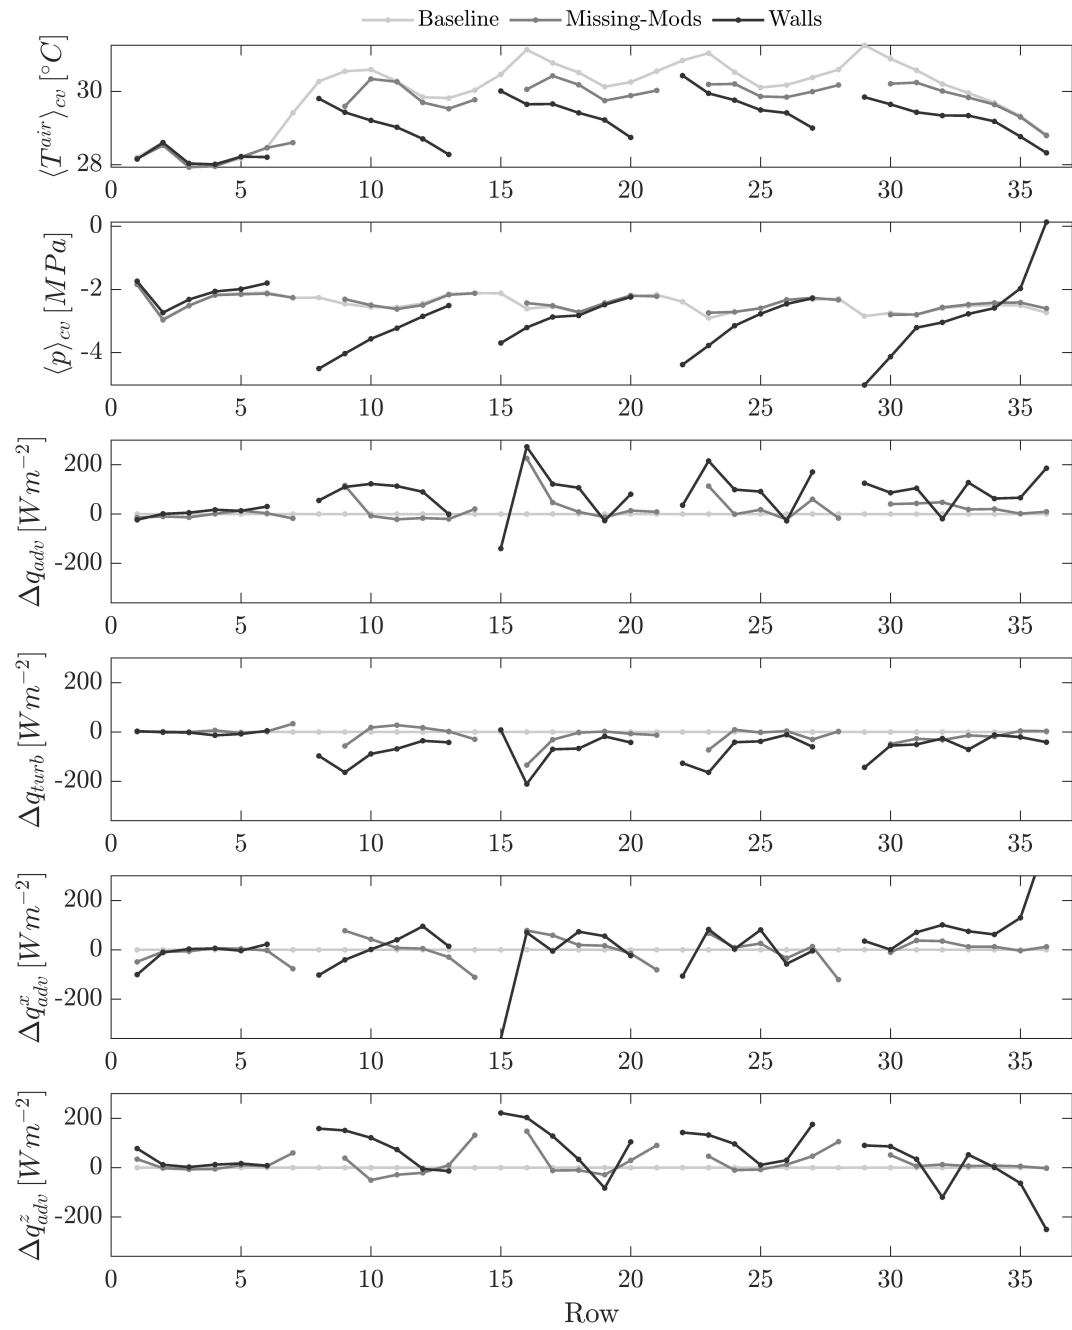 Baseline Missing-Mods Walls
⟨T^{air}⟩_{cv} [°C]
30
28
0 5 10 15 20 25 30 35
⟨p⟩_{cv} [MPa]
0
-2
-4
0 5 10 15 20 25 30 35
Δq_{adv} [Wm^{-2}]
200
0
-200
0 5 10 15 20 25 30 35
Δq_{turb} [Wm^{-2}]
200
0
-200
0 5 10 15 20 25 30 35
Δq^{x}_{adv} [Wm^{-2}]
200
0
-200
0 5 10 15 20 25 30 35
Δq^{z}_{adv} [Wm^{-2}]
200
0
-200
0 5 10 15 20 25 30 35
Row